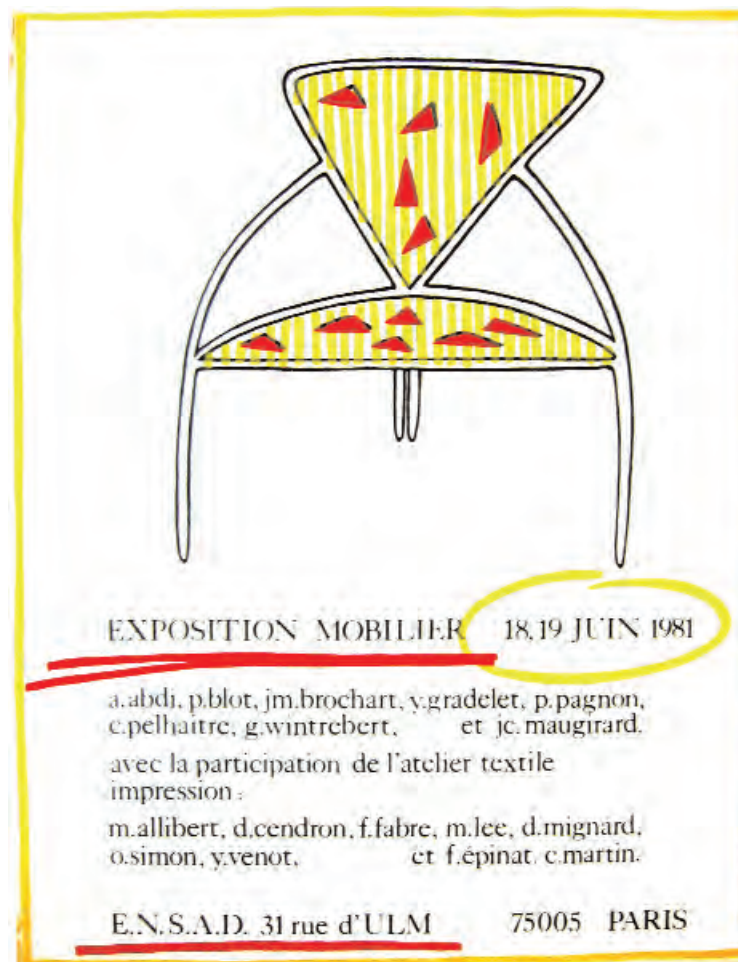 EXPOSITION MOBILIER 18, 19 JUIN 1981
a.abdi, p.blot, jm.brochart, y.gradelet, p.pagnon,
c.pelhaitre, g.wintrebert, et jc. maugirard.
avec la participation de l'atelier textile
impression :
m.allibert, d.cendron, f.fabre, m.lee, d.mignard,
o.simon, y.venot, et f.épinat, c.martin.
E.N.S.A.D. 31 rue d'ULM 75005 PARIS